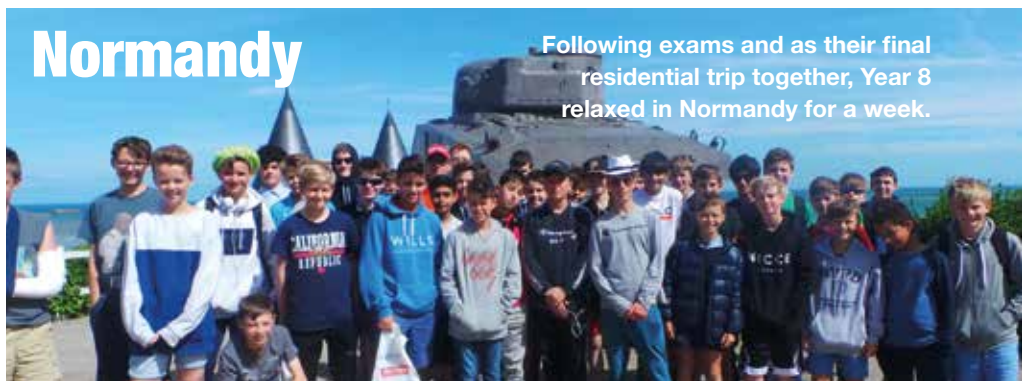 Normandy
Following exams and as their final
residential trip together, Year 8
relaxed in Normandy for a week.
CALIFORNIA
REPUBLIC
WILLS